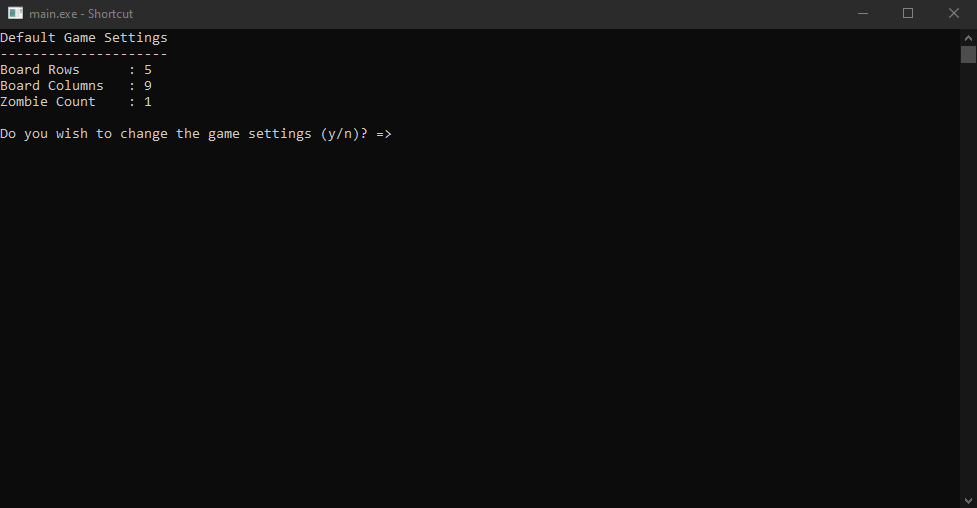 main.exe - Shortcut
Default Game Settings
---------------------
Board Rows      : 5
Board Columns   : 9
Zombie Count    : 1
Do you wish to change the game settings (y/n)? =>